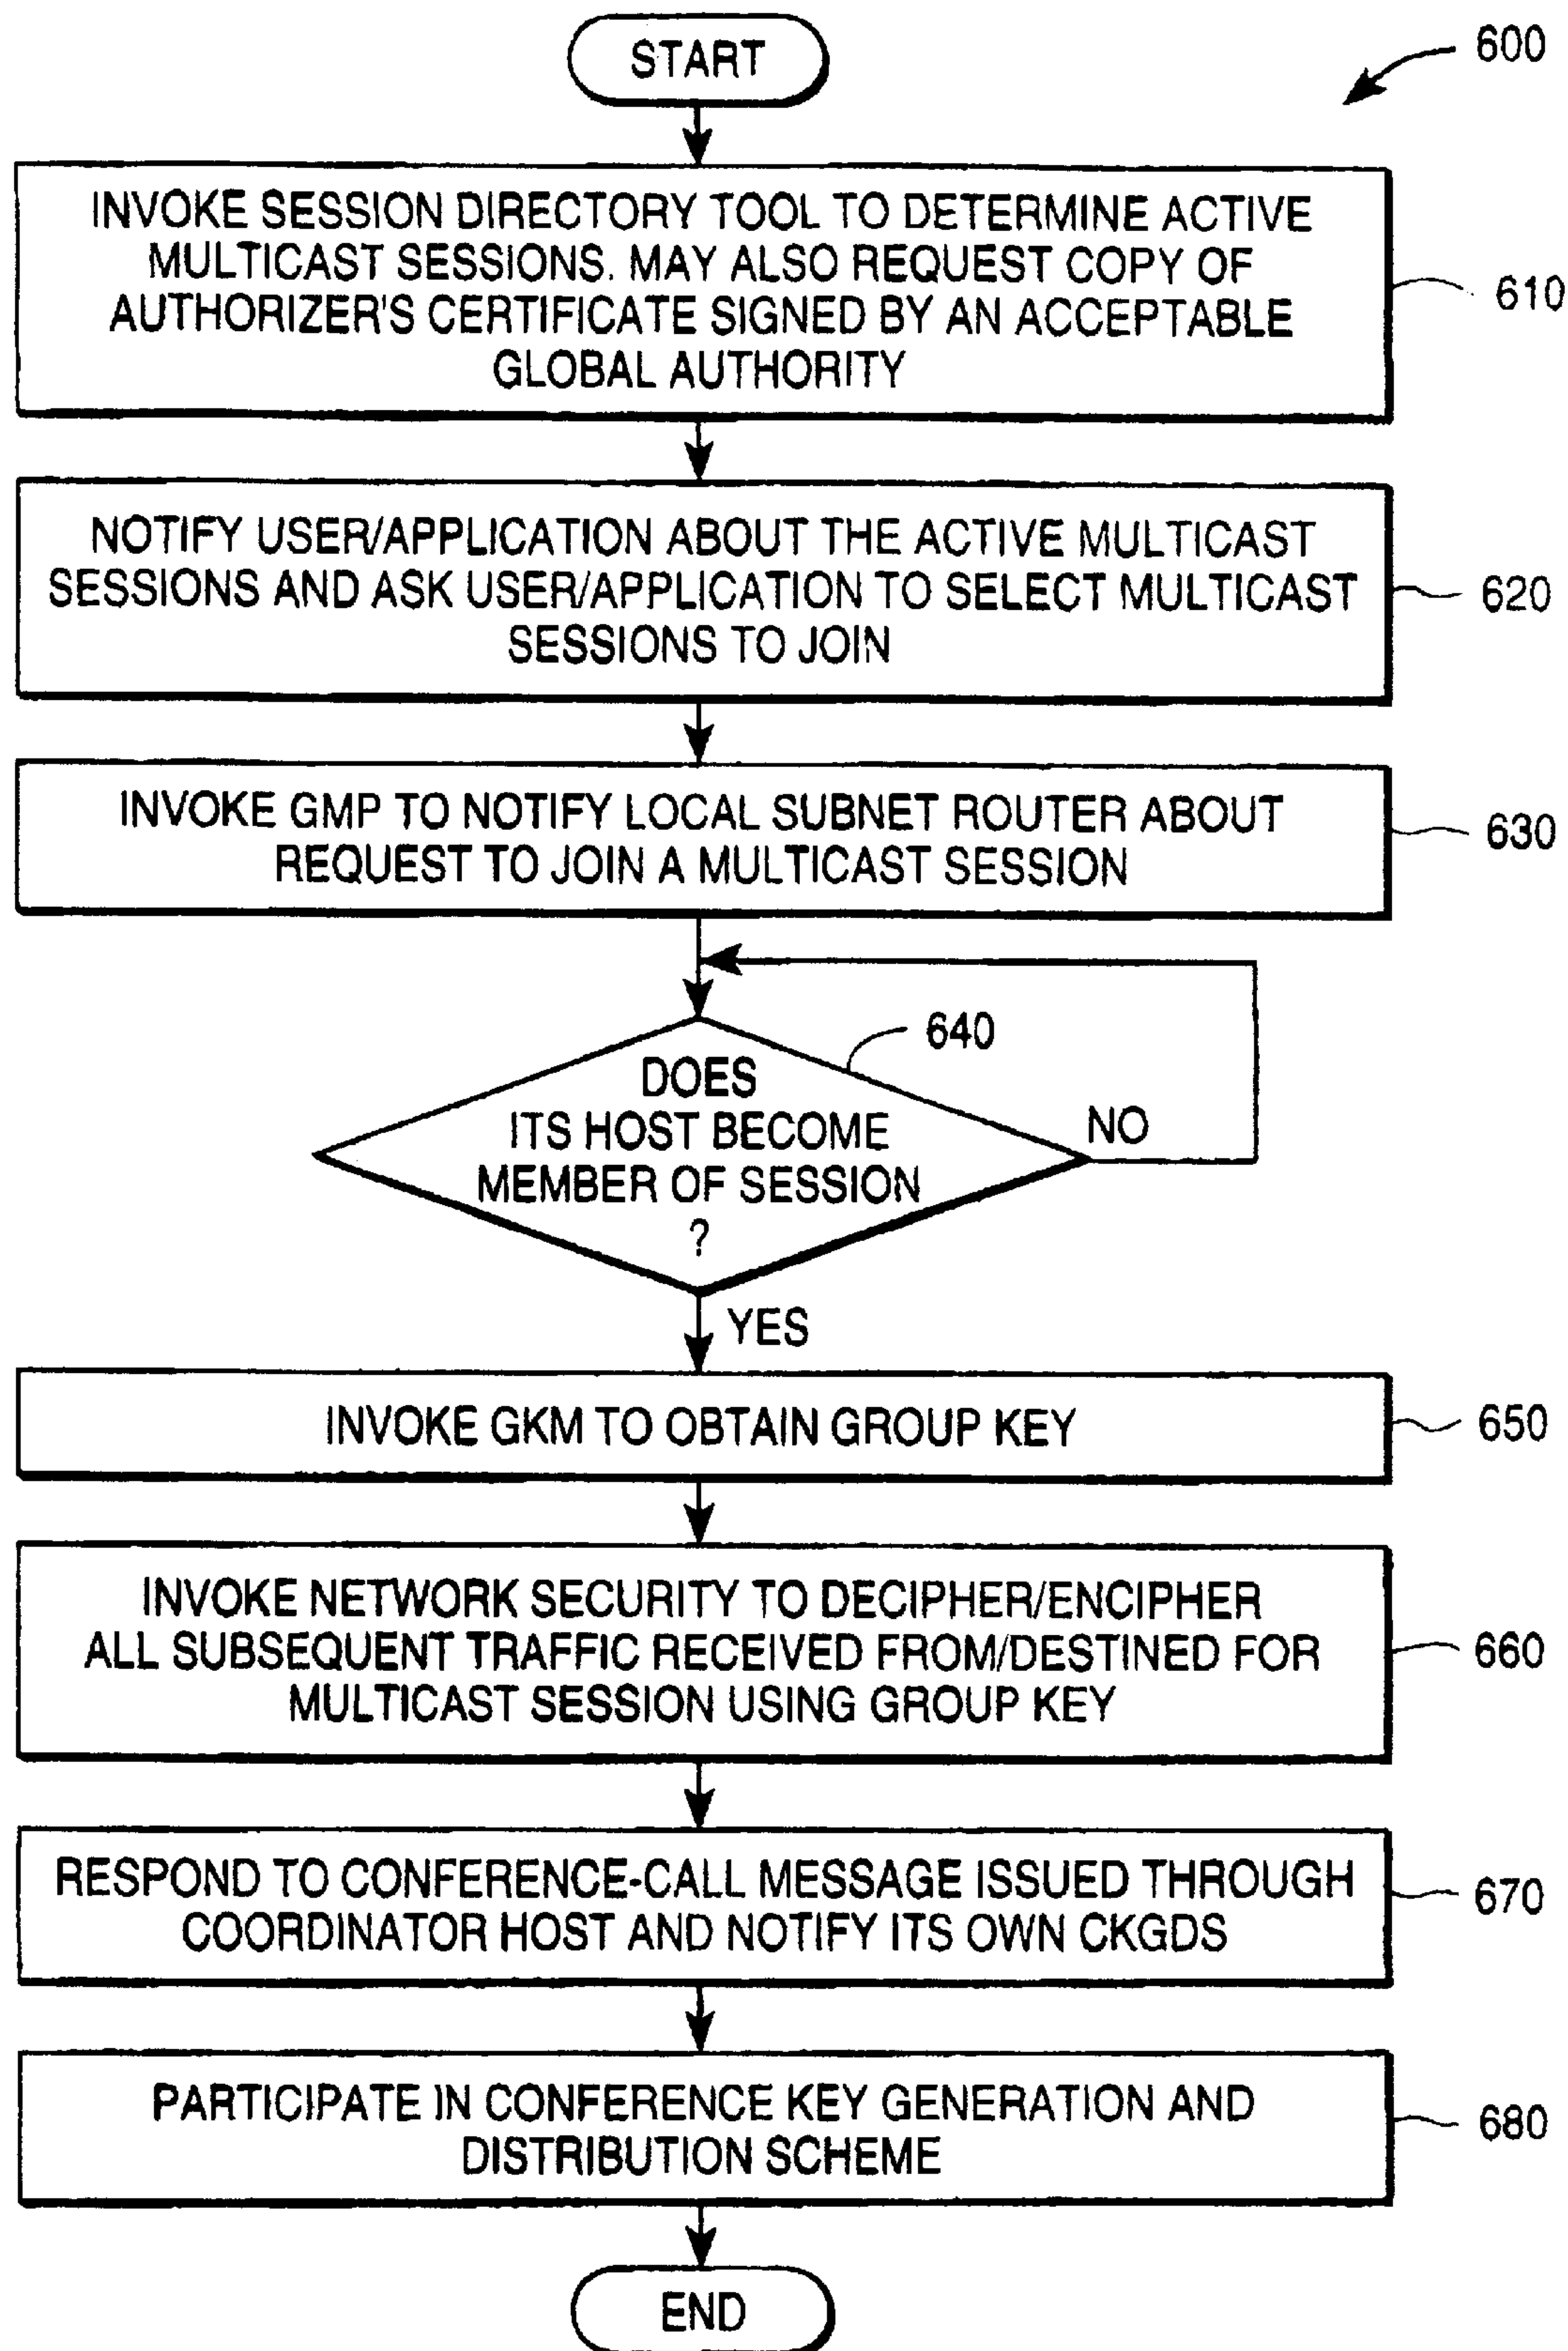 START
600
INVOKE SESSION DIRECTORY TOOL TO DETERMINE ACTIVE
MULTICAST SESSIONS. MAY ALSO REQUEST COPY OF
AUTHORIZER'S CERTIFICATE SIGNED BY AN ACCEPTABLE
GLOBAL AUTHORITY
610
NOTIFY USER/APPLICATION ABOUT THE ACTIVE MULTICAST
SESSIONS AND ASK USER/APPLICATION TO SELECT MULTICAST
SESSIONS TO JOIN
620
INVOKE GMP TO NOTIFY LOCAL SUBNET ROUTER ABOUT
REQUEST TO JOIN A MULTICAST SESSION
630
640
DOES
ITS HOST BECOME
MEMBER OF SESSION
?
NO
YES
INVOKE GKM TO OBTAIN GROUP KEY
650
INVOKE NETWORK SECURITY TO DECIPHER/ENCIPHER
ALL SUBSEQUENT TRAFFIC RECEIVED FROM/DESTINED FOR
MULTICAST SESSION USING GROUP KEY
660
RESPOND TO CONFERENCE-CALL MESSAGE ISSUED THROUGH
COORDINATOR HOST AND NOTIFY ITS OWN CKGDS
670
PARTICIPATE IN CONFERENCE KEY GENERATION AND
DISTRIBUTION SCHEME
680
END